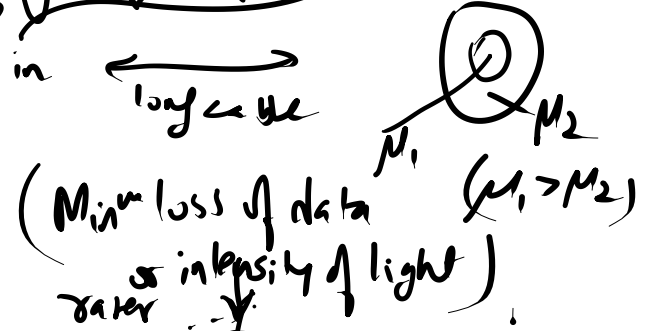 in
long cable
μ₁
μ₂
(μ₁ > μ₂)
(Minᵐ loss of data
or intensity of light)